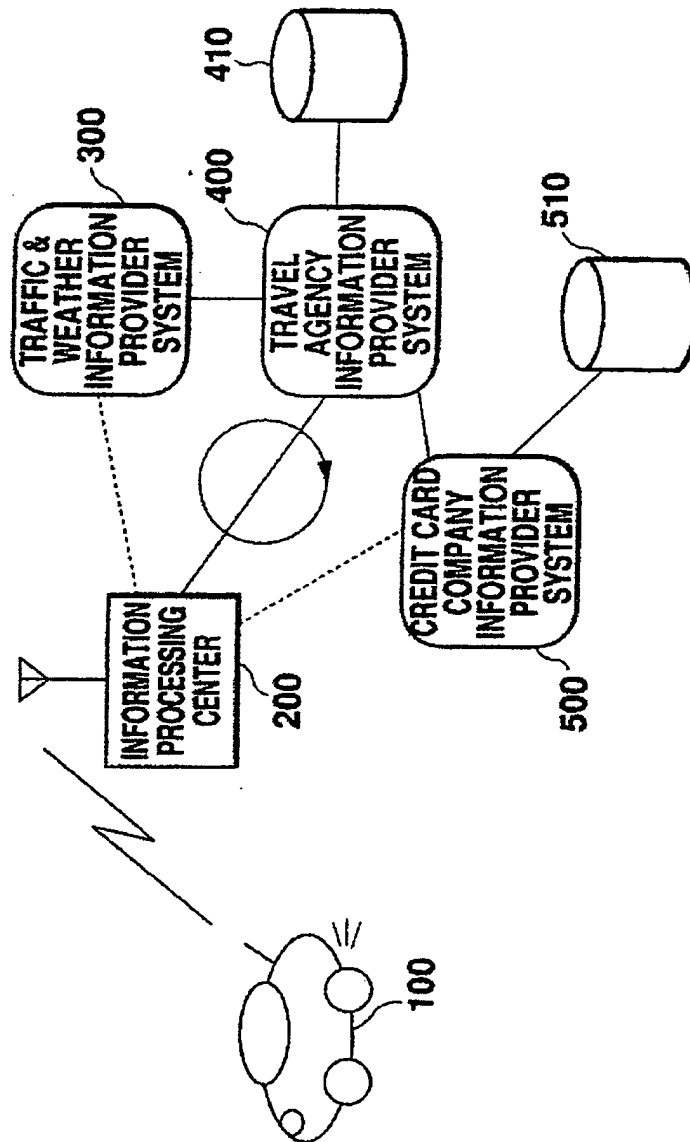 100
INFORMATION
PROCESSING
CENTER
200
TRAFFIC &
WEATHER
INFORMATION
PROVIDER
SYSTEM
300
TRAVEL
AGENCY
INFORMATION
PROVIDER
SYSTEM
400
410
CREDIT CARD
COMPANY
INFORMATION
PROVIDER
SYSTEM
500
510